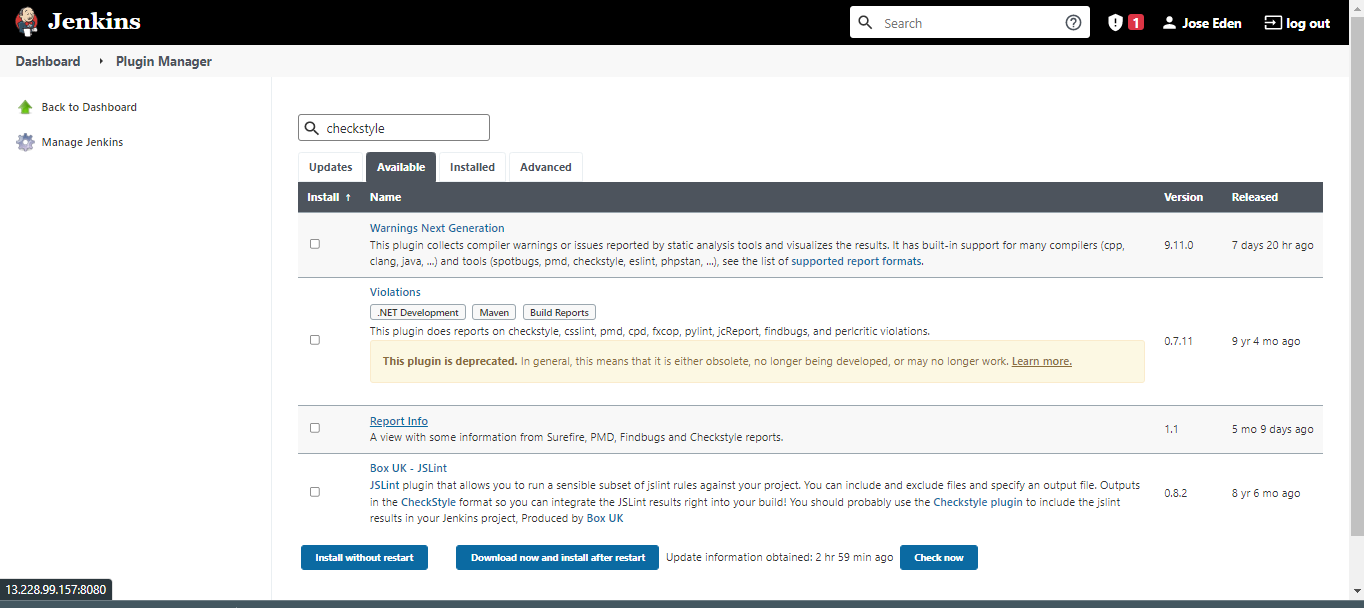 Jenkins
Search
1
Jose Eden
log out
Dashboard
Plugin Manager
Back to Dashboard
Manage Jenkins
checkstyle
Updates
Available
Installed
Advanced
Install ↑
Name
Version
Released
Warnings Next Generation
This plugin collects compiler warnings or issues reported by static analysis tools and visualizes the results. It has built-in support for many compilers (cpp,
clang, java, ...) and tools (spotbugs, pmd, checkstyle, eslint, phpstan, ...), see the list of supported report formats.
9.11.0
7 days 20 hr ago
Violations
.NET Development
Maven
Build Reports
This plugin does reports on checkstyle, csslint, pmd, cpd, fxcop, pylint, jcReport, findbugs, and perlcritic violations.
This plugin is deprecated. In general, this means that it is either obsolete, no longer being developed, or may no longer work. Learn more.
0.7.11
9 yr 4 mo ago
Report Info
A view with some information from Surefire, PMD, Findbugs and Checkstyle reports.
1.1
5 mo 9 days ago
Box UK - JSLint
JSLint plugin that allows you to run a sensible subset of jslint rules against your project. You can include and exclude files and specify an output file. Outputs
in the CheckStyle format so you can integrate the JSLint results right into your build! You should probably use the Checkstyle plugin to include the jslint
results in your Jenkins project, Produced by Box UK
0.8.2
8 yr 6 mo ago
Install without restart
Download now and install after restart
Update information obtained: 2 hr 59 min ago
Check now
13.228.99.157:8080